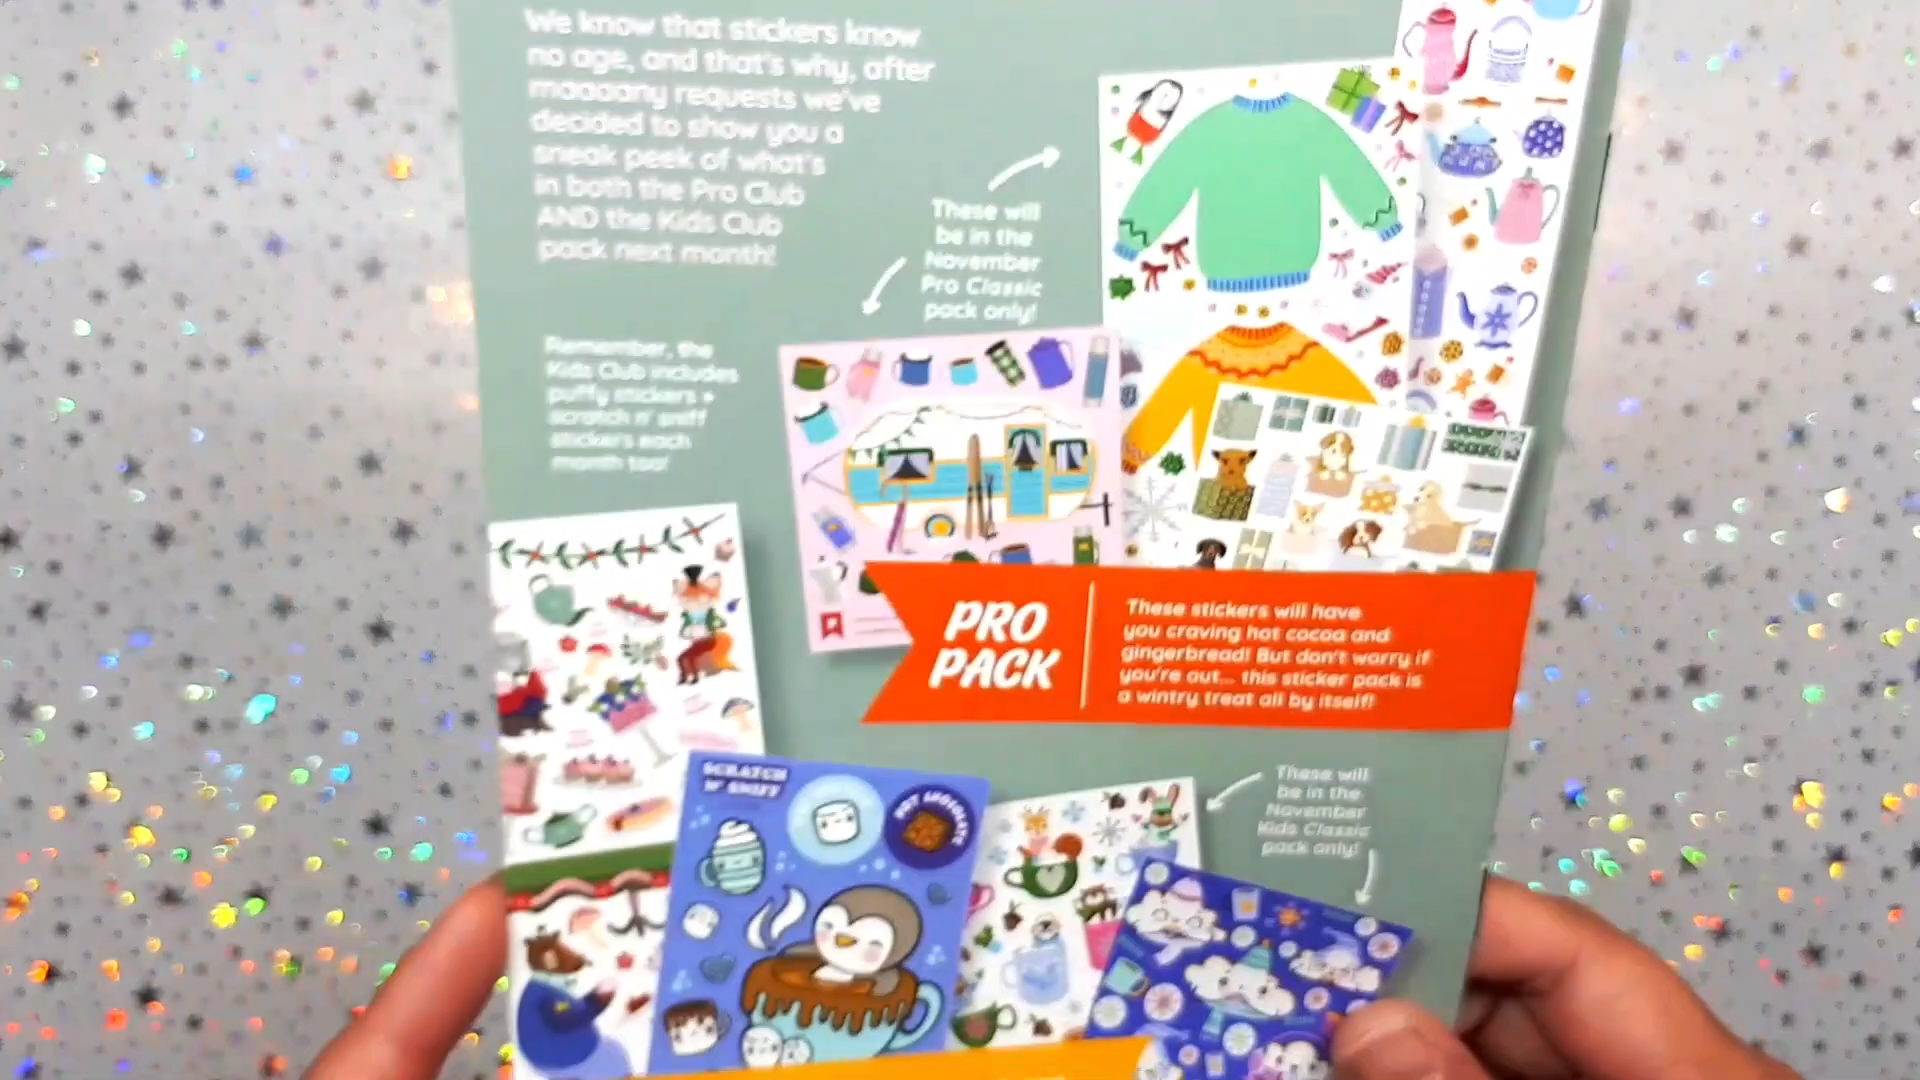 We know that stickers know
no age, and that's why, after
maaaany requests we've
decided to show you a
sneak peek of what's
in both the Pro Club
AND the Kids Club
pack next month!
These will
be in the
November
Pro Classic
pack only!
Remember, the
Kids Club includes
puffy stickers +
scratch n' sniff
stickers each
month too!
PRO
PACK
These stickers will have
you craving hot cocoa and
gingerbread! But don't worry if
you're out... this sticker pack is
a wintry treat all by itself!
SCRATCH
N' SNIFF
HOT CHOCOLATE
These will
be in the
November
Kids Classic
pack only!